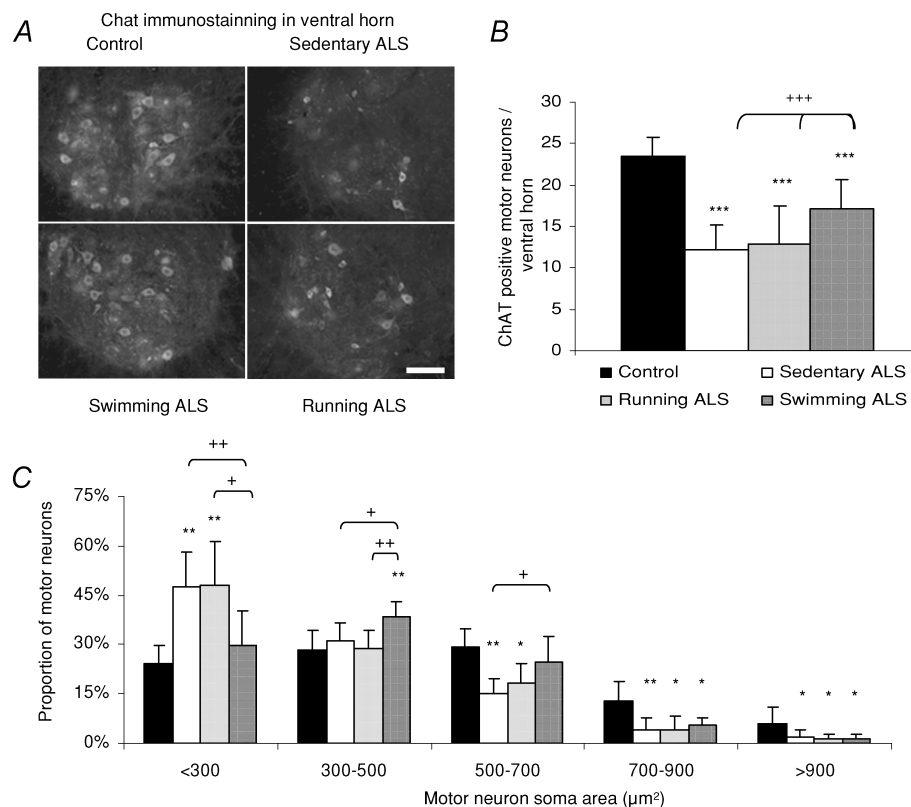 A
Chat immunostainning in ventral horn
Control
Sedentary ALS
Swimming ALS
Running ALS
B
ChAT positive motor neurons /
ventral horn
30
25
20
15
10
5
0
+++
***
***
***
Control
Sedentary ALS
Running ALS
Swimming ALS
C
Proportion of motor neurons
75%
60%
45%
30%
15%
0%
++
+
**
**
+
++
**
+
**
*
**
*
*
*
*
*
<300
300-500
500-700
700-900
>900
Motor neuron soma area (µm²)